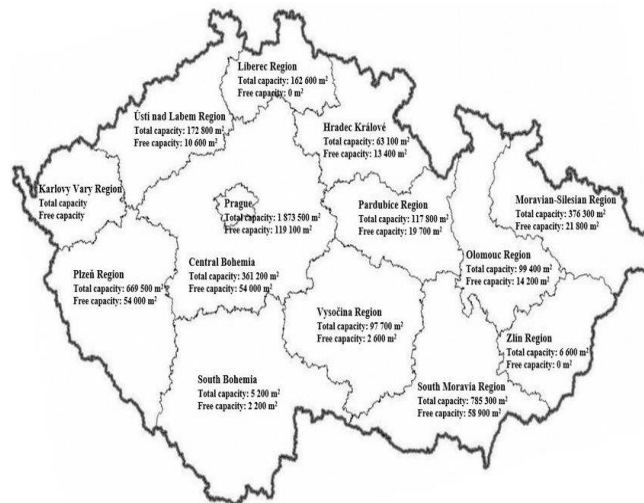 Liberec Region
Total capacity: 162 600 m²
Free capacity: 0 m²
Ústí nad Labem Region
Total capacity: 172 800 m²
Free capacity: 10 600 m²
Hradec Králové
Total capacity: 63 100 m²
Free capacity: 13 400 m²
Karlovy Vary Region
Total capacity
Free capacity
Prague
Total capacity: 1 873 500 m²
Free capacity: 119 100 m²
Pardubice Region
Total capacity: 117 800 m²
Free capacity: 19 700 m²
Moravian-Silesian Region
Total capacity: 376 300 m²
Free capacity: 21 800 m²
Plzeň Region
Total capacity: 669 500 m²
Free capacity: 54 000 m²
Central Bohemia
Total capacity: 361 200 m²
Free capacity: 54 000 m²
Olomouc Region
Total capacity: 99 400 m²
Free capacity: 14 200 m²
Vysočina Region
Total capacity: 97 700 m²
Free capacity: 2 600 m²
Zlín Region
Total capacity: 6 600 m²
Free capacity: 0 m²
South Bohemia
Total capacity: 5 200 m²
Free capacity: 2 200 m²
South Moravia Region
Total capacity: 785 300 m²
Free capacity: 58 900 m²